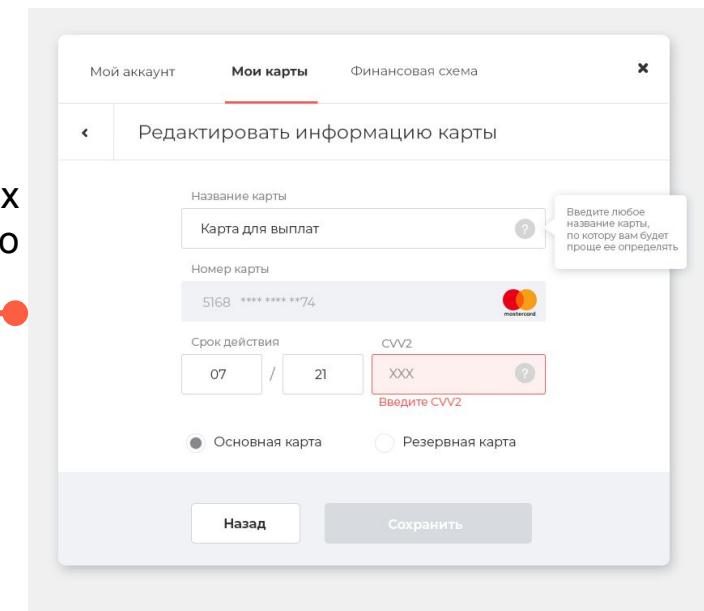 Мой аккаунт Мои карты Финансовая схема
Редактировать информацию карты
х
о
Название карты
Карта для выплат ?
Введите любое
название карты,
по котору вам будет
проще ее определять
Номер карты
5168 **** **** **74 mastercard
Срок действия CVV2
07 / 21 XXX ?
Введите CVV2
Основная карта Резервная карта
Назад Сохранить